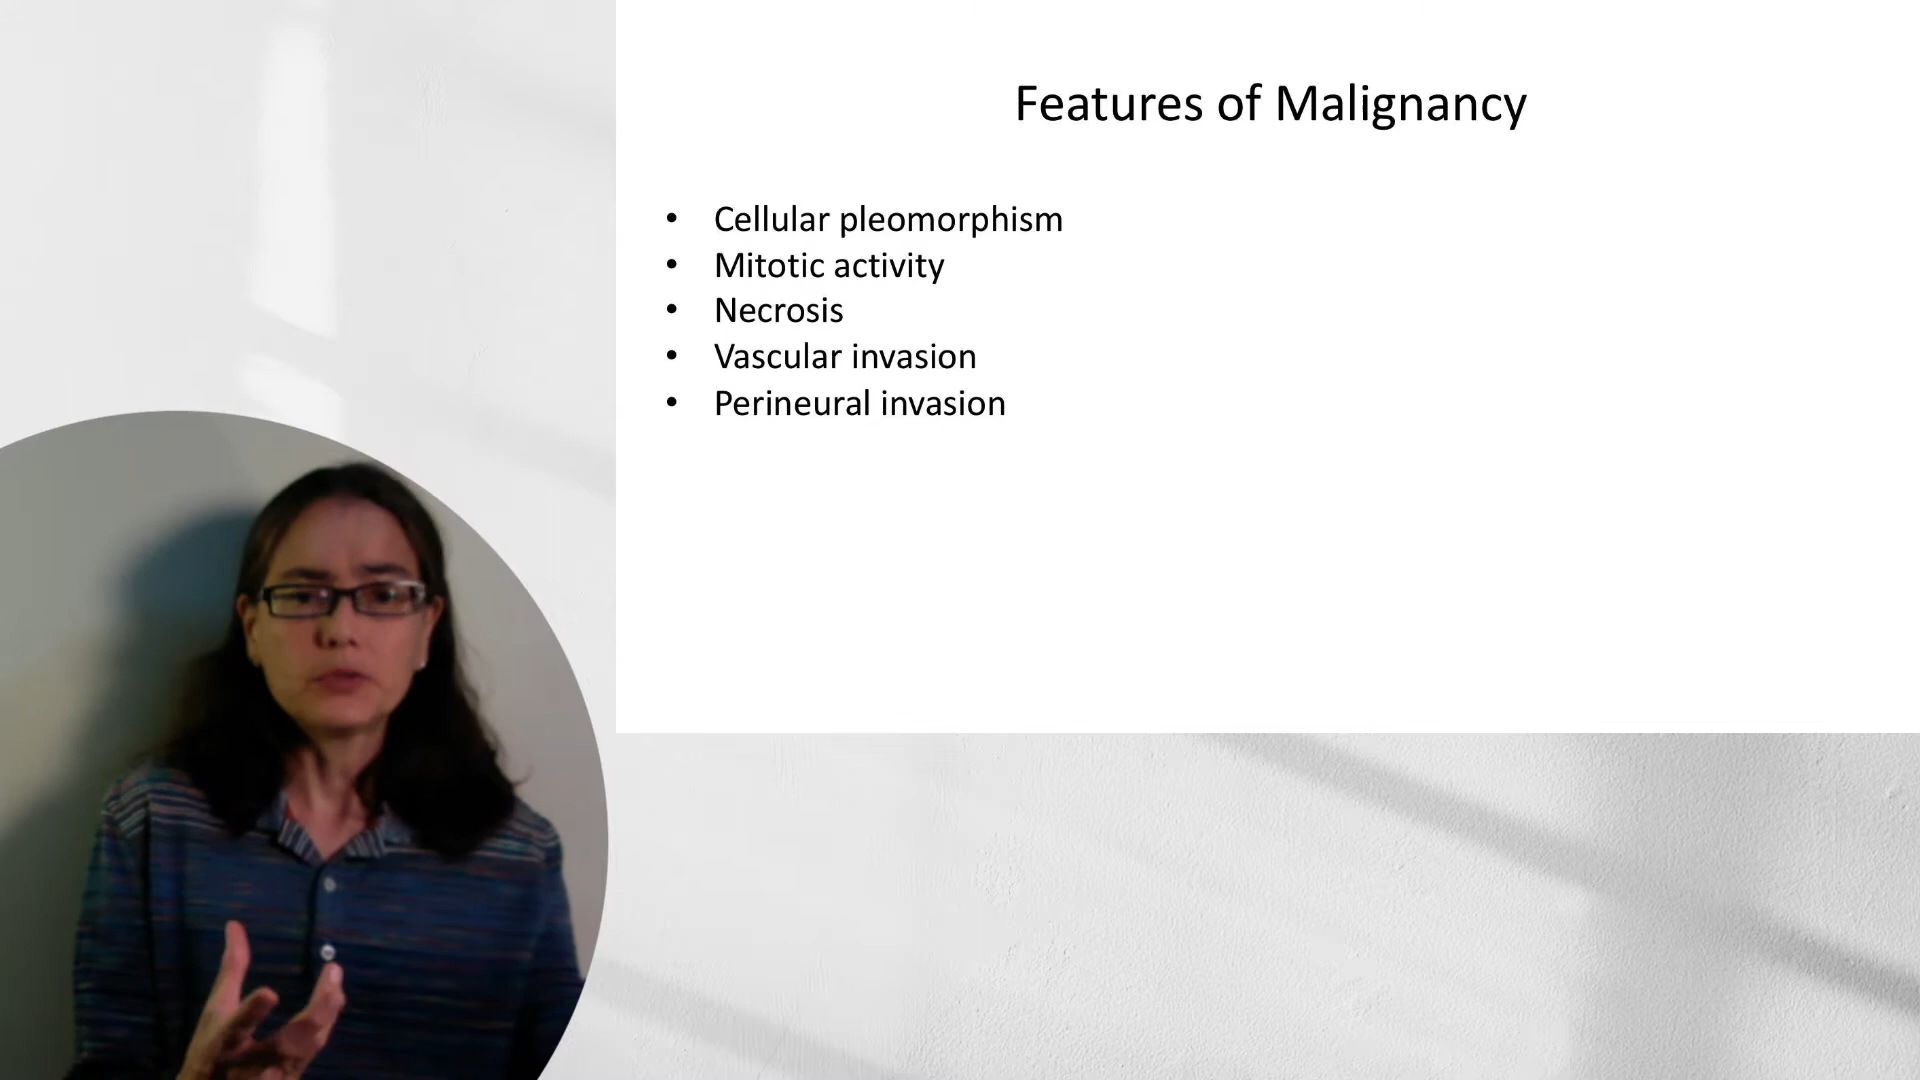 Features of Malignancy
• Cellular pleomorphism
• Mitotic activity
• Necrosis
• Vascular invasion
• Perineural invasion